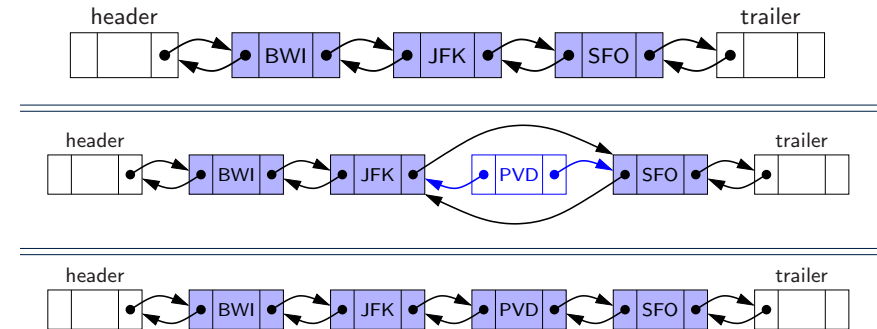 header trailer
BWI JFK SFO
header trailer
BWI JFK PVD SFO
header trailer
BWI JFK PVD SFO